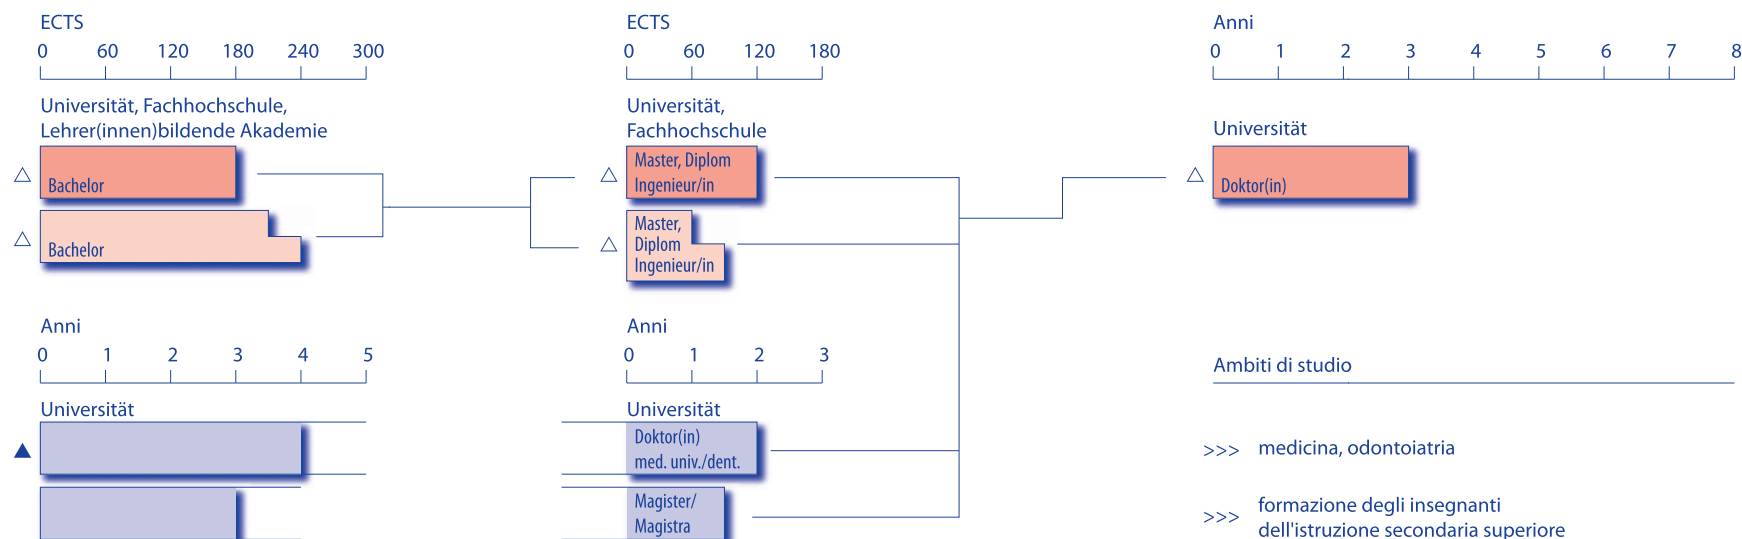 ECTS
0 60 120 180 240 300
Universität, Fachhochschule,
Lehrer(innen)bildende Akademie
Bachelor
Bachelor
ECTS
0 60 120 180
Universität,
Fachhochschule
Master, Diplom
Ingenieur/in
Master,
Diplom
Ingenieur/in
Anni
0 1 2 3 4 5 6 7 8
Universität
Doktor(in)
Anni
0 1 2 3 4 5
Universität
Anni
0 1 2 3
Universität
Doktor(in)
med. univ./dent.
Magister/
Magistra
Ambiti di studio
>>> medicina, odontoiatria
>>> formazione degli insegnanti
dell'istruzione secondaria superiore